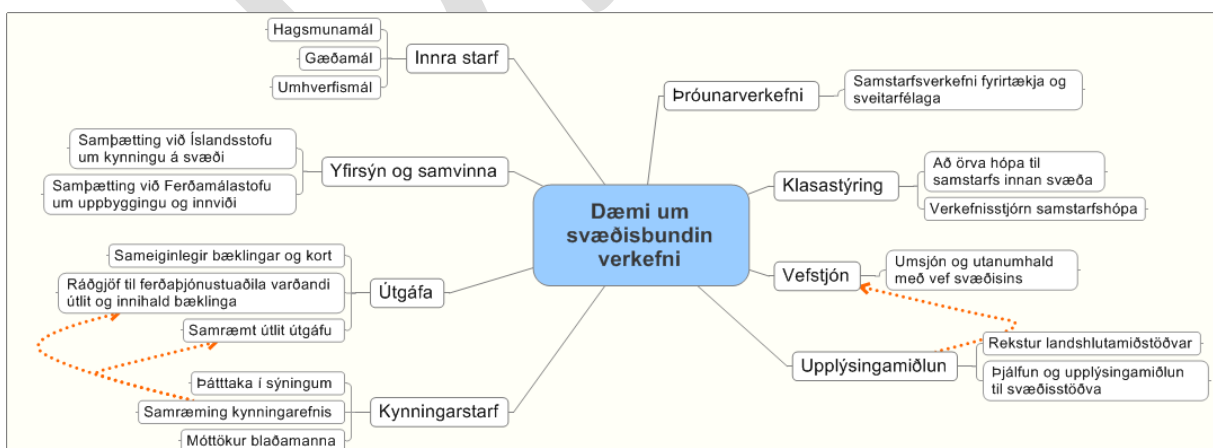 Hagsmunamál
Gæðamál
Umhverfismál
Innra starf
Samþætting við Íslandsstofu
um kynningu á svæði
Samþætting við Ferðamálastofu
um uppbyggingu og innviði
Yfirsýn og samvinna
Sameiginlegir bæklingar og kort
Ráðgjöf til ferðaþjónustuaðila varðandi
útlit og innihald bæklinga
Samræmt útlit útgáfu
Útgáfa
Þátttaka í sýningum
Samræming kynningarefnis
Móttökur blaðamanna
Kynningarstarf
Dæmi um
svæðisbundin
verkefni
Þróunarverkefni
Samstarfsverkefni fyrirtækja og
sveitarfélaga
Klasastýring
Að örva hópa til
samstarfs innan svæða
Verkefnisstjórn samstarfshópa
Vefstjón
Umsjón og utanumhald
með vef svæðisins
Upplýsingamiðlun
Rekstur landshlutamiðstöðvar
Þjálfun og upplýsingamiðlun
til svæðisstöðva